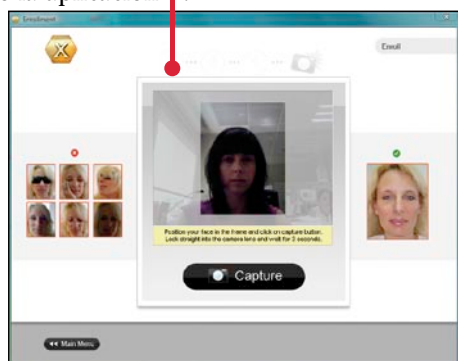 Enrollment
Enroll
Position your face in the frame and click on capture button.
Look straight into the camera lens and wait for 3 seconds.
Capture
Main Menu